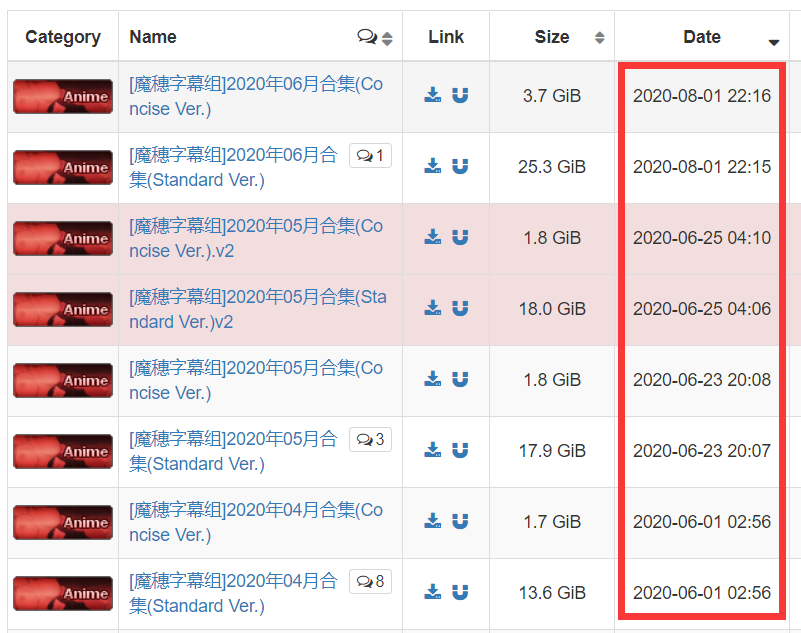 Category Name Link Size Date
[魔穗字幕组]2020年06月合集(Co
Anime 3.7 GiB 2020-08-01 22:16
ncise Ver.)
[魔穗字幕组]2020年06月合 1
Anime 25.3 GiB 2020-08-01 22:15
集(Standard Ver.)
[魔穗字幕组]2020年05月合集(Co
Anime 1.8 GiB 2020-06-25 04:10
ncise Ver.).v2
[魔穗字幕组]2020年05月合集(Sta
Anime 18.0 GiB 2020-06-25 04:06
ndard Ver.)v2
[魔穗字幕组]2020年05月合集(Co
Anime 1.8 GiB 2020-06-23 20:08
ncise Ver.)
[魔穗字幕组]2020年05月合 3
Anime 17.9 GiB 2020-06-23 20:07
集(Standard Ver.)
[魔穗字幕组]2020年04月合集(Co
Anime 1.7 GiB 2020-06-01 02:56
ncise Ver.)
[魔穗字幕组]2020年04月合 8
Anime 13.6 GiB 2020-06-01 02:56
集(Standard Ver.)